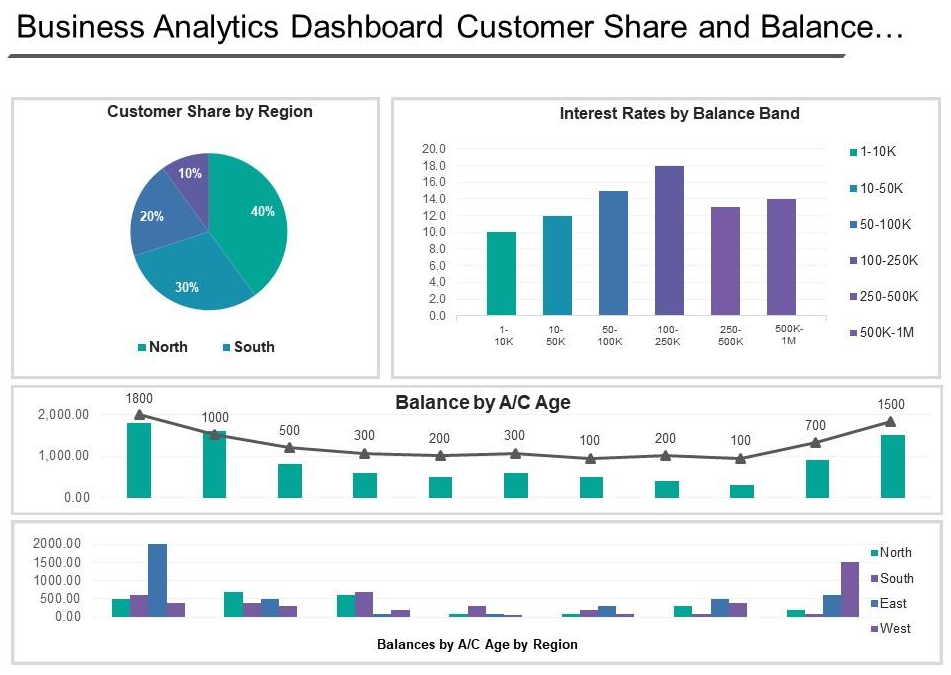 Business Analytics Dashboard Customer Share and Balance...
Customer Share by Region
10%
40%
20%
30%
North South
Interest Rates by Balance Band
20.0
18.0
16.0
14.0
12.0
10.0
8.0
6.0
4.0
2.0
0.0
1-
10K
10-
50K
50-
100K
100-
250K
250-
500K
500K-
1M
1-10K
10-50K
50-100K
100-250K
250-500K
500K-1M
Balance by A/C Age
2,000.00
1,000.00
0.00
1800 1000 500 300 200 300 100 200 100 700 1500
2000.00
1500.00
1000.00
500.00
0.00
North
South
East
West
Balances by A/C Age by Region